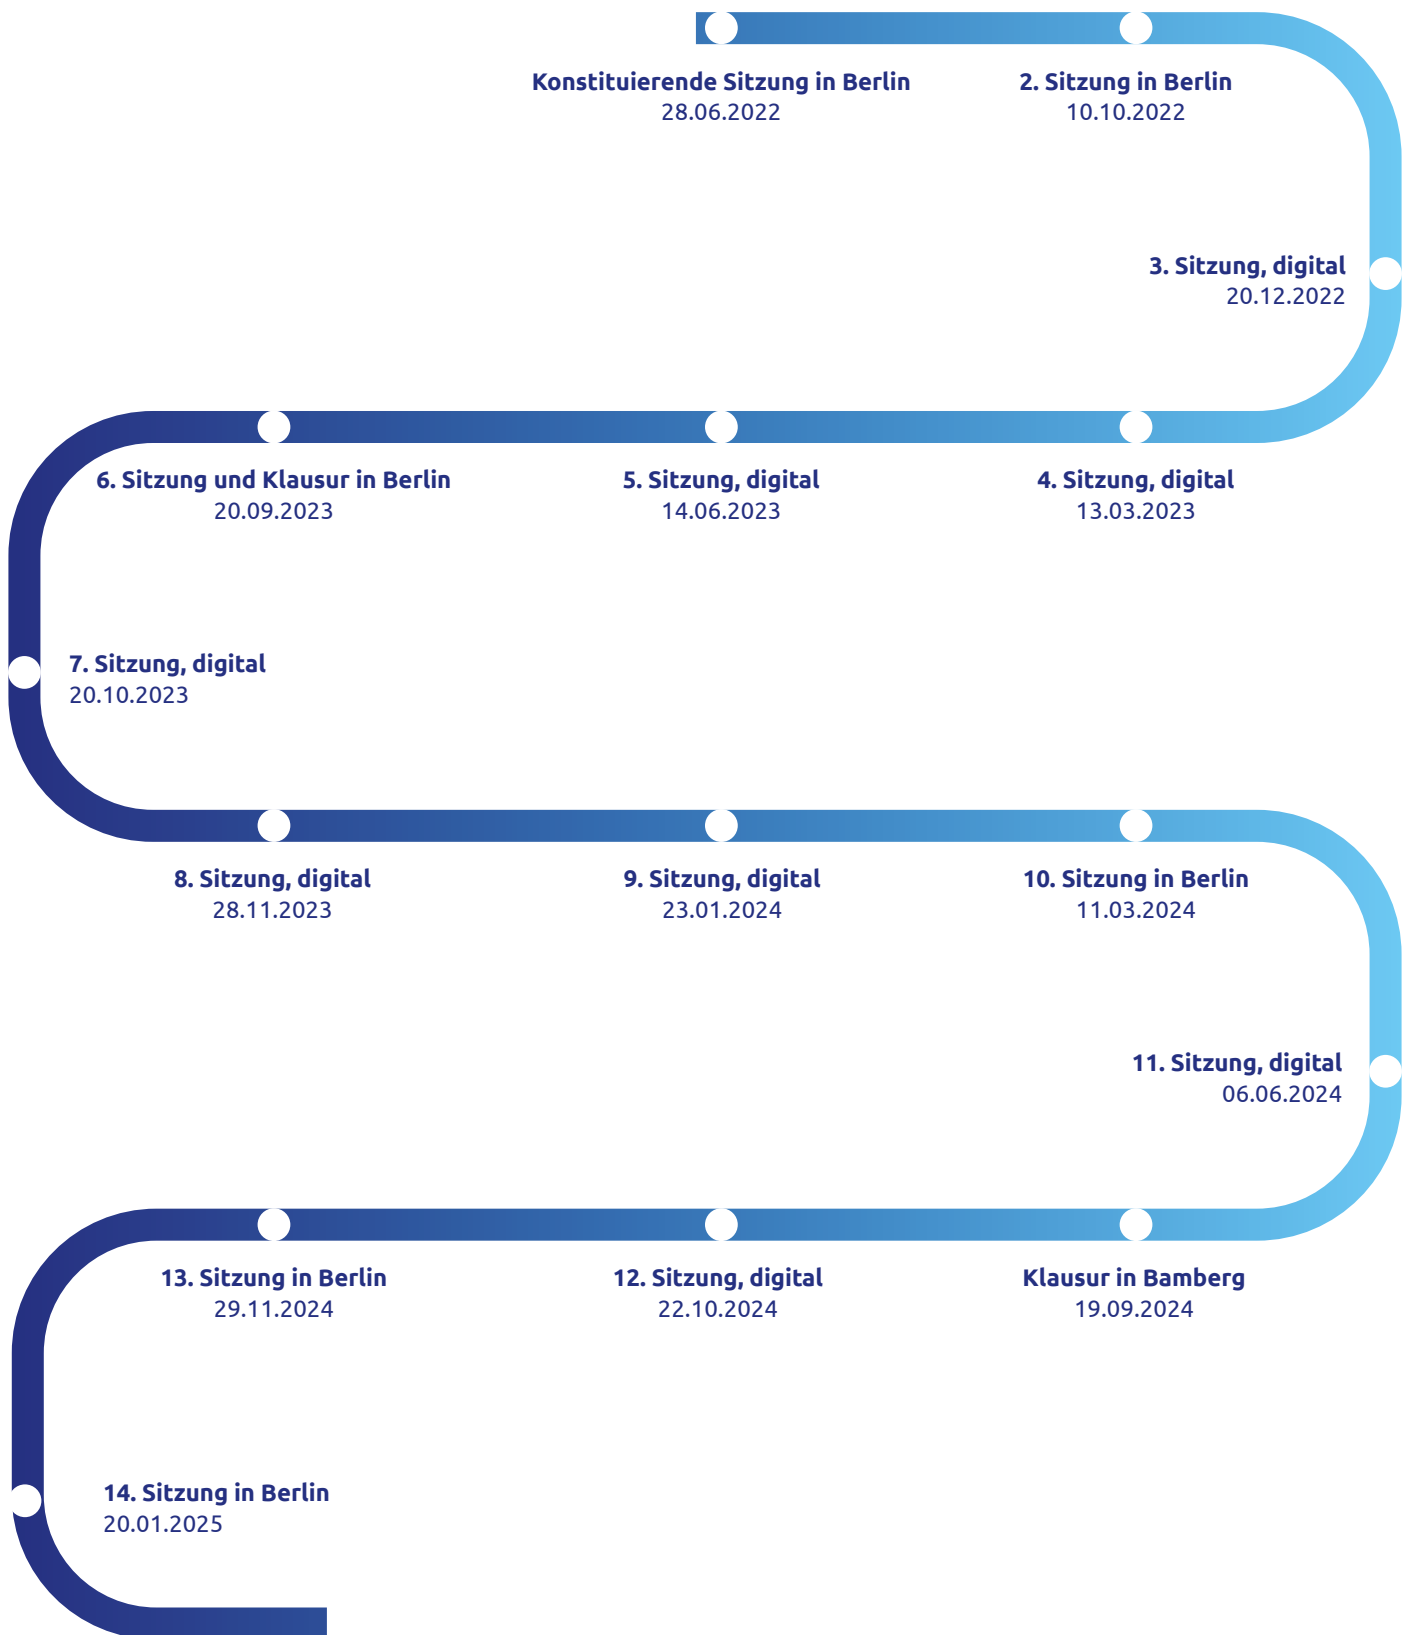 Konstituierende Sitzung in Berlin
28.06.2022
2. Sitzung in Berlin
10.10.2022
3. Sitzung, digital
20.12.2022
4. Sitzung, digital
13.03.2023
5. Sitzung, digital
14.06.2023
6. Sitzung und Klausur in Berlin
20.09.2023
7. Sitzung, digital
20.10.2023
8. Sitzung, digital
28.11.2023
9. Sitzung, digital
23.01.2024
10. Sitzung in Berlin
11.03.2024
11. Sitzung, digital
06.06.2024
Klausur in Bamberg
19.09.2024
12. Sitzung, digital
22.10.2024
13. Sitzung in Berlin
29.11.2024
14. Sitzung in Berlin
20.01.2025